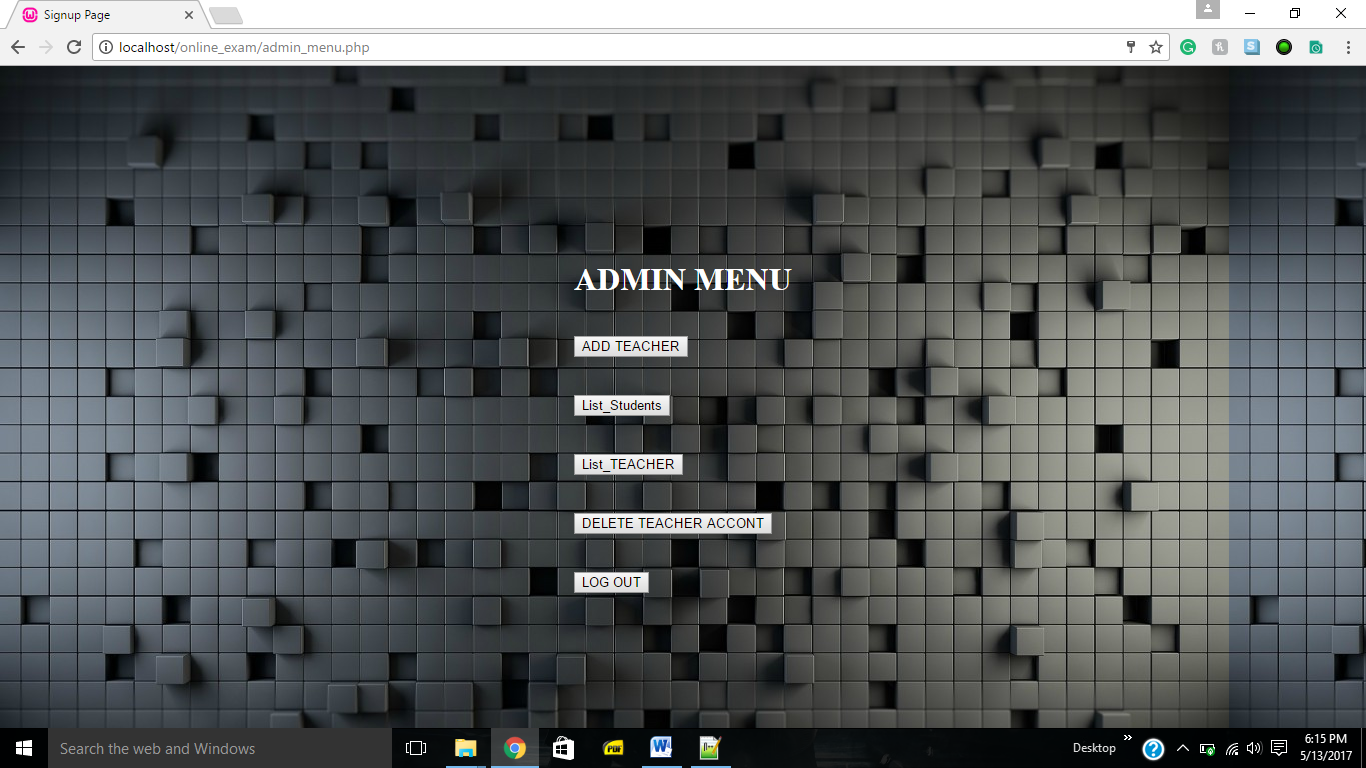 Signup Page
localhost/online_exam/admin_menu.php
ADMIN MENU
ADD TEACHER
List_Students
List_TEACHER
DELETE TEACHER ACCONT
LOG OUT
Search the web and Windows
PDF
W
Desktop
6:15 PM
5/13/2017